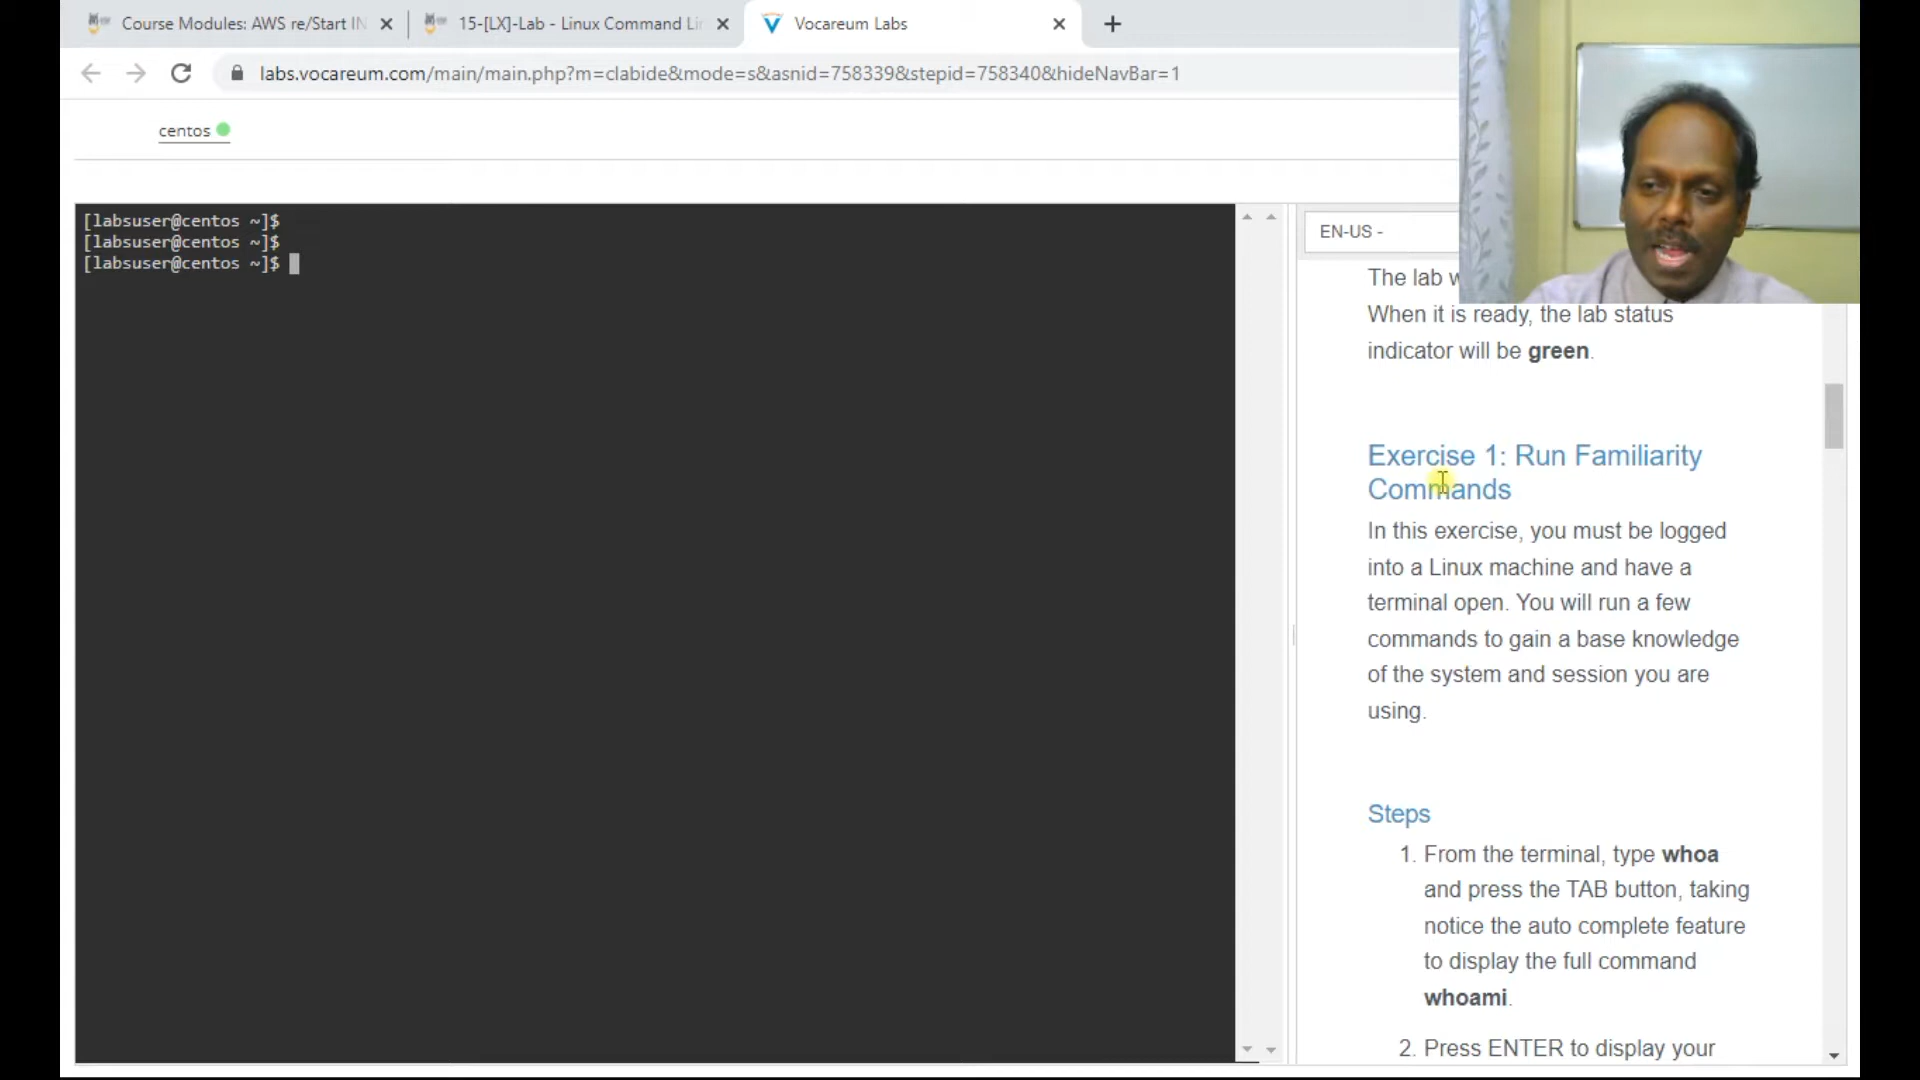 Course Modules: AWS re/Start IN
15-[LX]-Lab - Linux Command Li
Vocareum Labs
labs.vocareum.com/main/main.php?m=clabide&mode=s&asnid=758339&stepid=758340&hideNavBar=1
centos
[labsuser@centos ~]$
[labsuser@centos ~]$
[labsuser@centos ~]$
EN-US -
The lab w
When it is ready, the lab status
indicator will be green.
Exercise 1: Run Familiarity
Commands
In this exercise, you must be logged
into a Linux machine and have a
terminal open. You will run a few
commands to gain a base knowledge
of the system and session you are
using.
Steps
1. From the terminal, type whoa
and press the TAB button, taking
notice the auto complete feature
to display the full command
whoami.
2. Press ENTER to display your